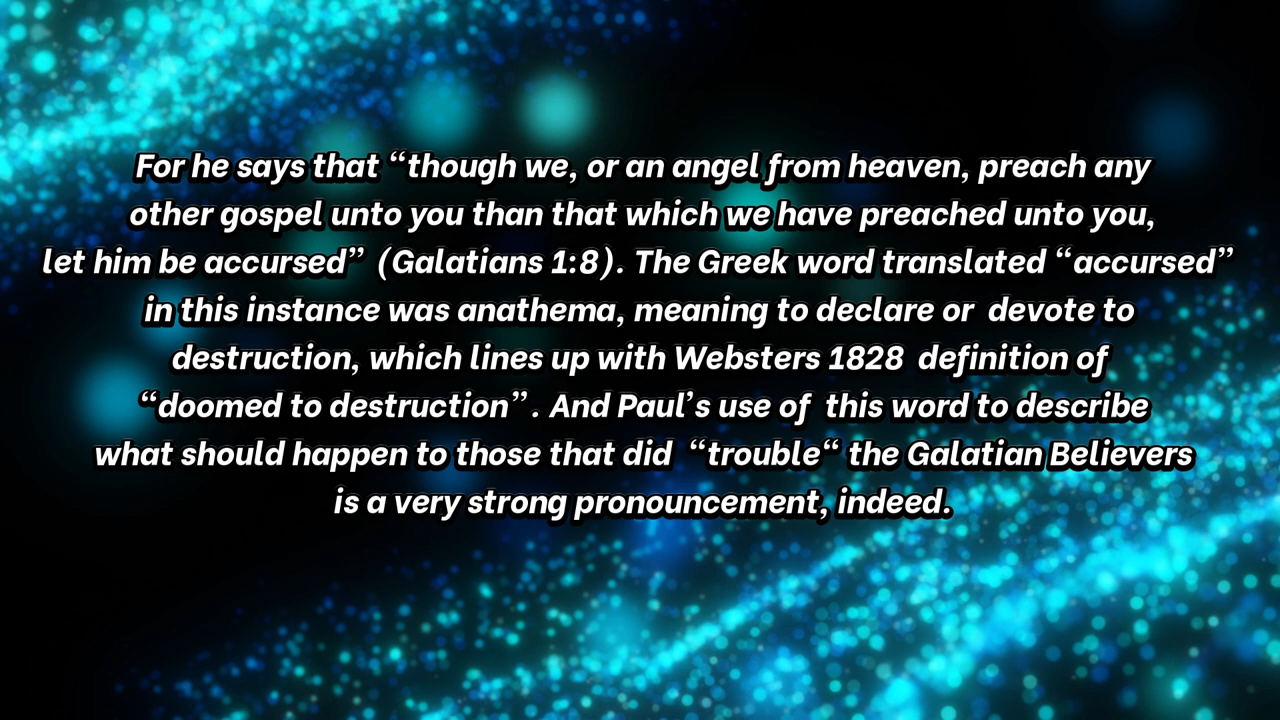 For he says that “though we, or an angel from heaven, preach any
other gospel unto you than that which we have preached unto you,
let him be accursed” (Galatians 1:8). The Greek word translated “accursed”
in this instance was anathema, meaning to declare or devote to
destruction, which lines up with Websters 1828 definition of
“doomed to destruction”. And Paul’s use of this word to describe
what should happen to those that did “trouble“ the Galatian Believers
is a very strong pronouncement, indeed.